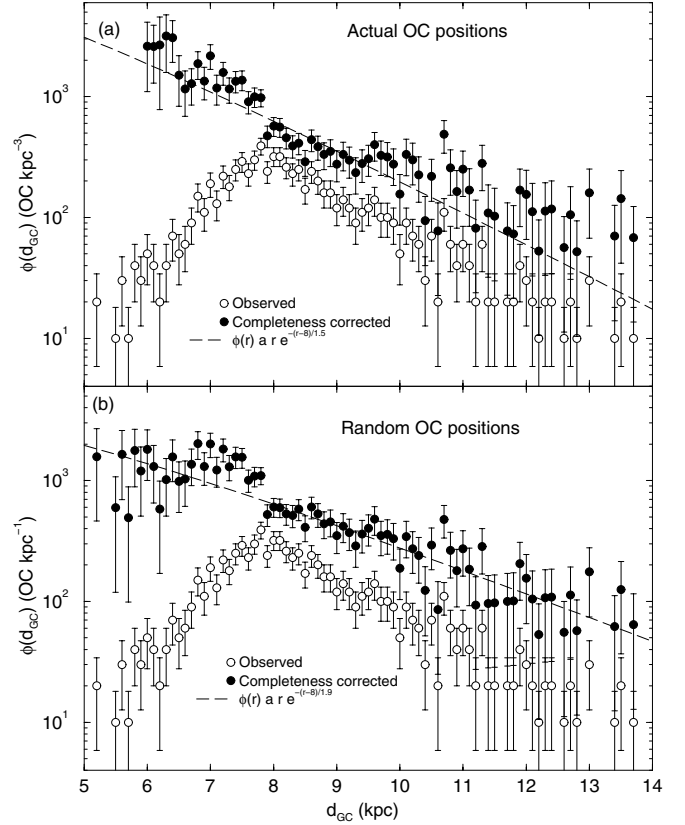 (a)
Actual OC positions
10³
10²
10¹
ϕ(d_GC) (OC kpc⁻³)
Observed
Completeness corrected
ϕ(r) a r e^{-(r-8)/1.5}
(b)
Random OC positions
10³
10²
10¹
ϕ(d_GC) (OC kpc⁻¹)
Observed
Completeness corrected
ϕ(r) a r e^{-(r-8)/1.9}
5 6 7 8 9 10 11 12 13 14
d_GC (kpc)